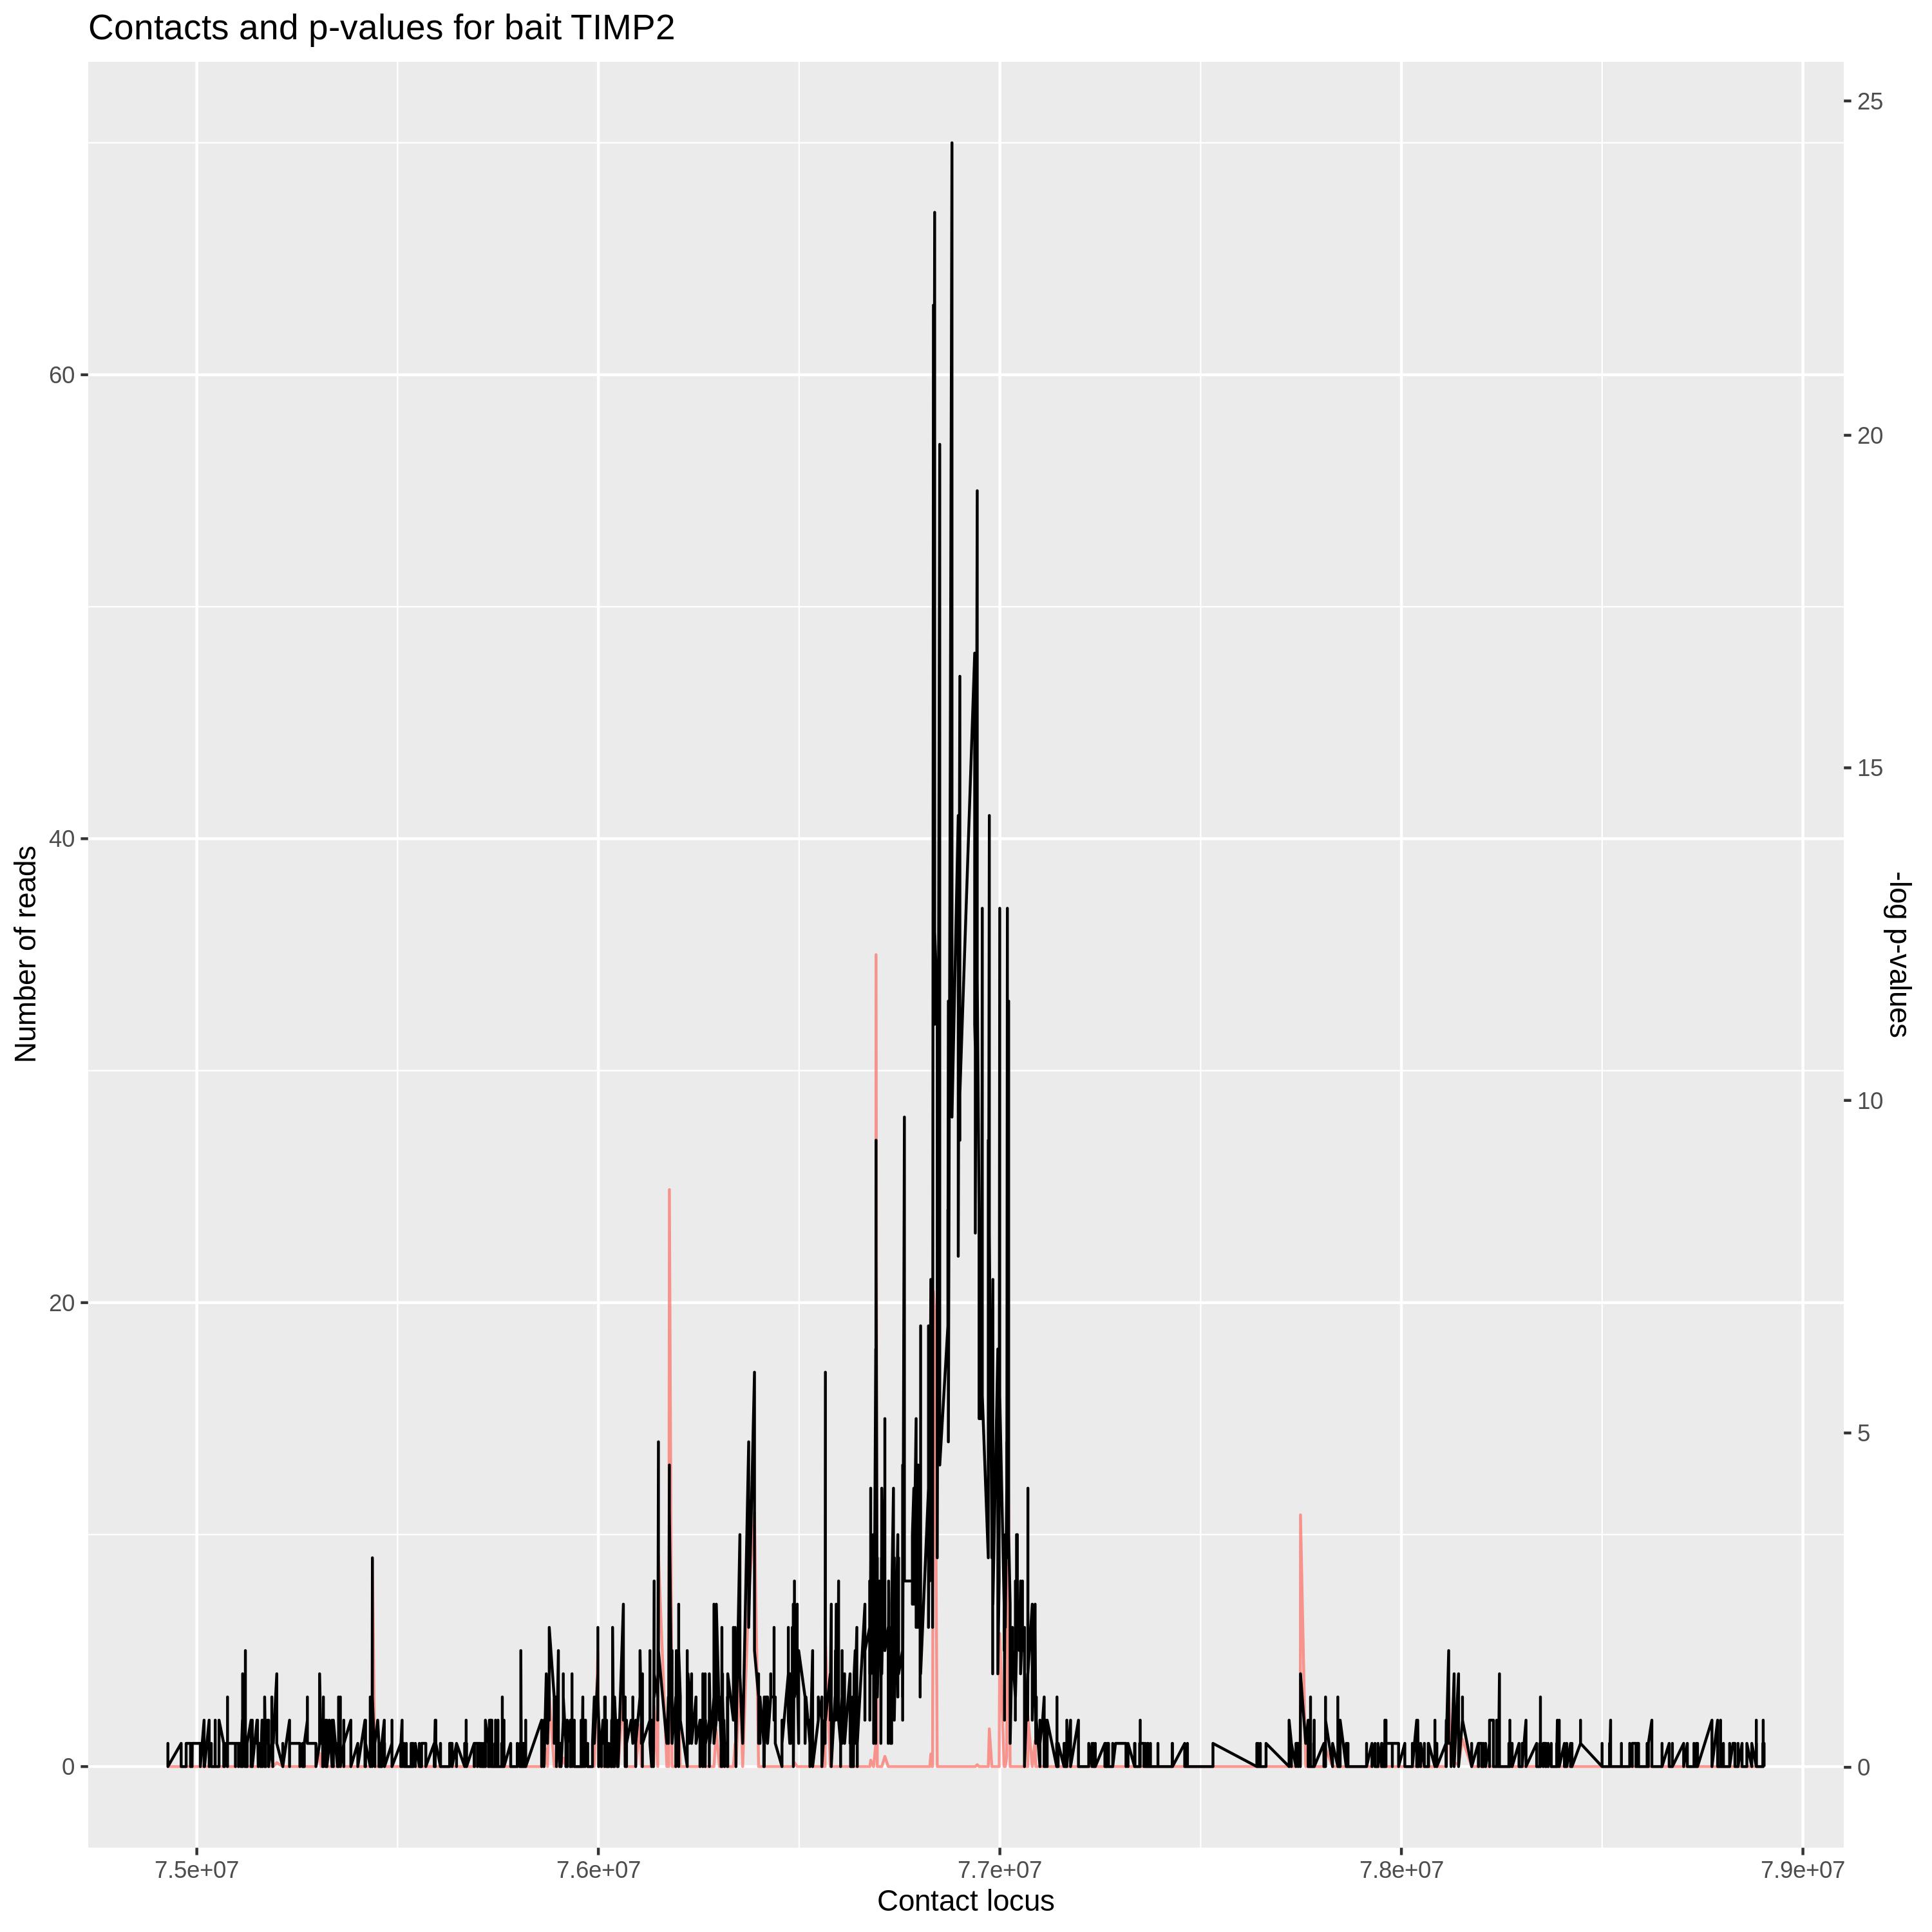 Contacts and p-values for bait TIMP2
Number of reads
60
40
20
0
25
20
15
10
5
0
-log p-values
7.5e+07
7.6e+07
7.7e+07
7.8e+07
7.9e+07
Contact locus